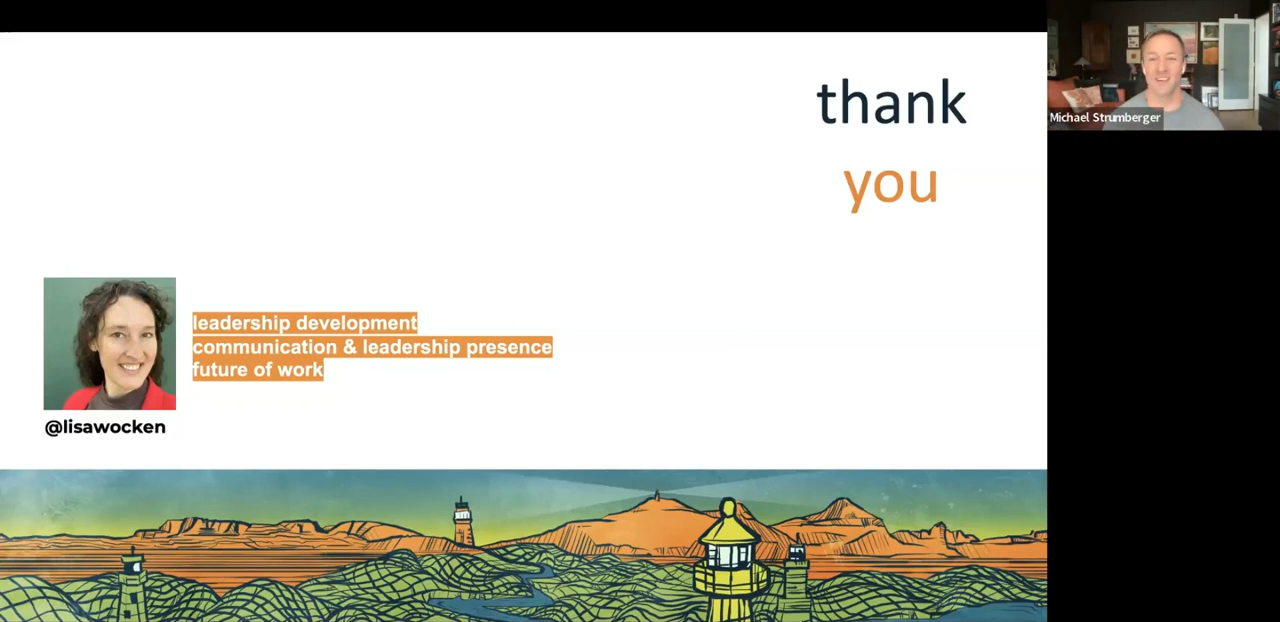 thank
you
Michael Strumberger
leadership development
communication & leadership presence
future of work
@lisawocken